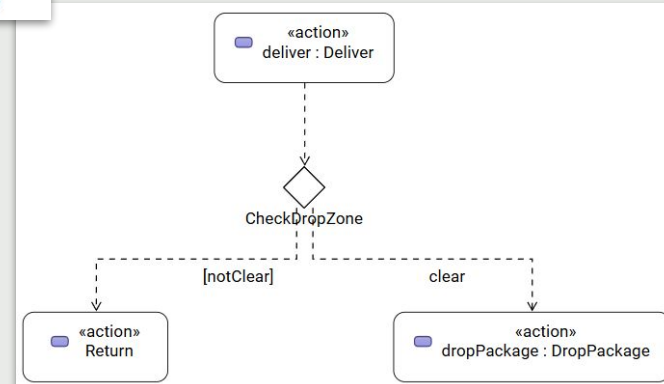 «action»
deliver : Deliver
CheckDropZone
[notClear]
clear
«action»
Return
«action»
dropPackage : DropPackage